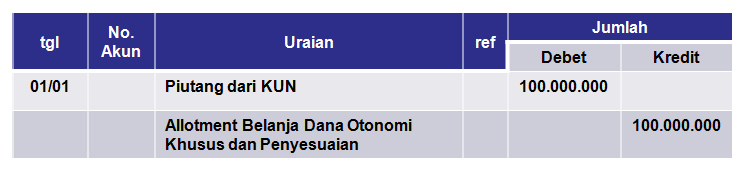 tgl No. Akun Uraian ref Jumlah
Debet Kredit
01/01 Piutang dari KUN 100.000.000
Allotment Belanja Dana Otonomi
Khusus dan Penyesuaian 100.000.000